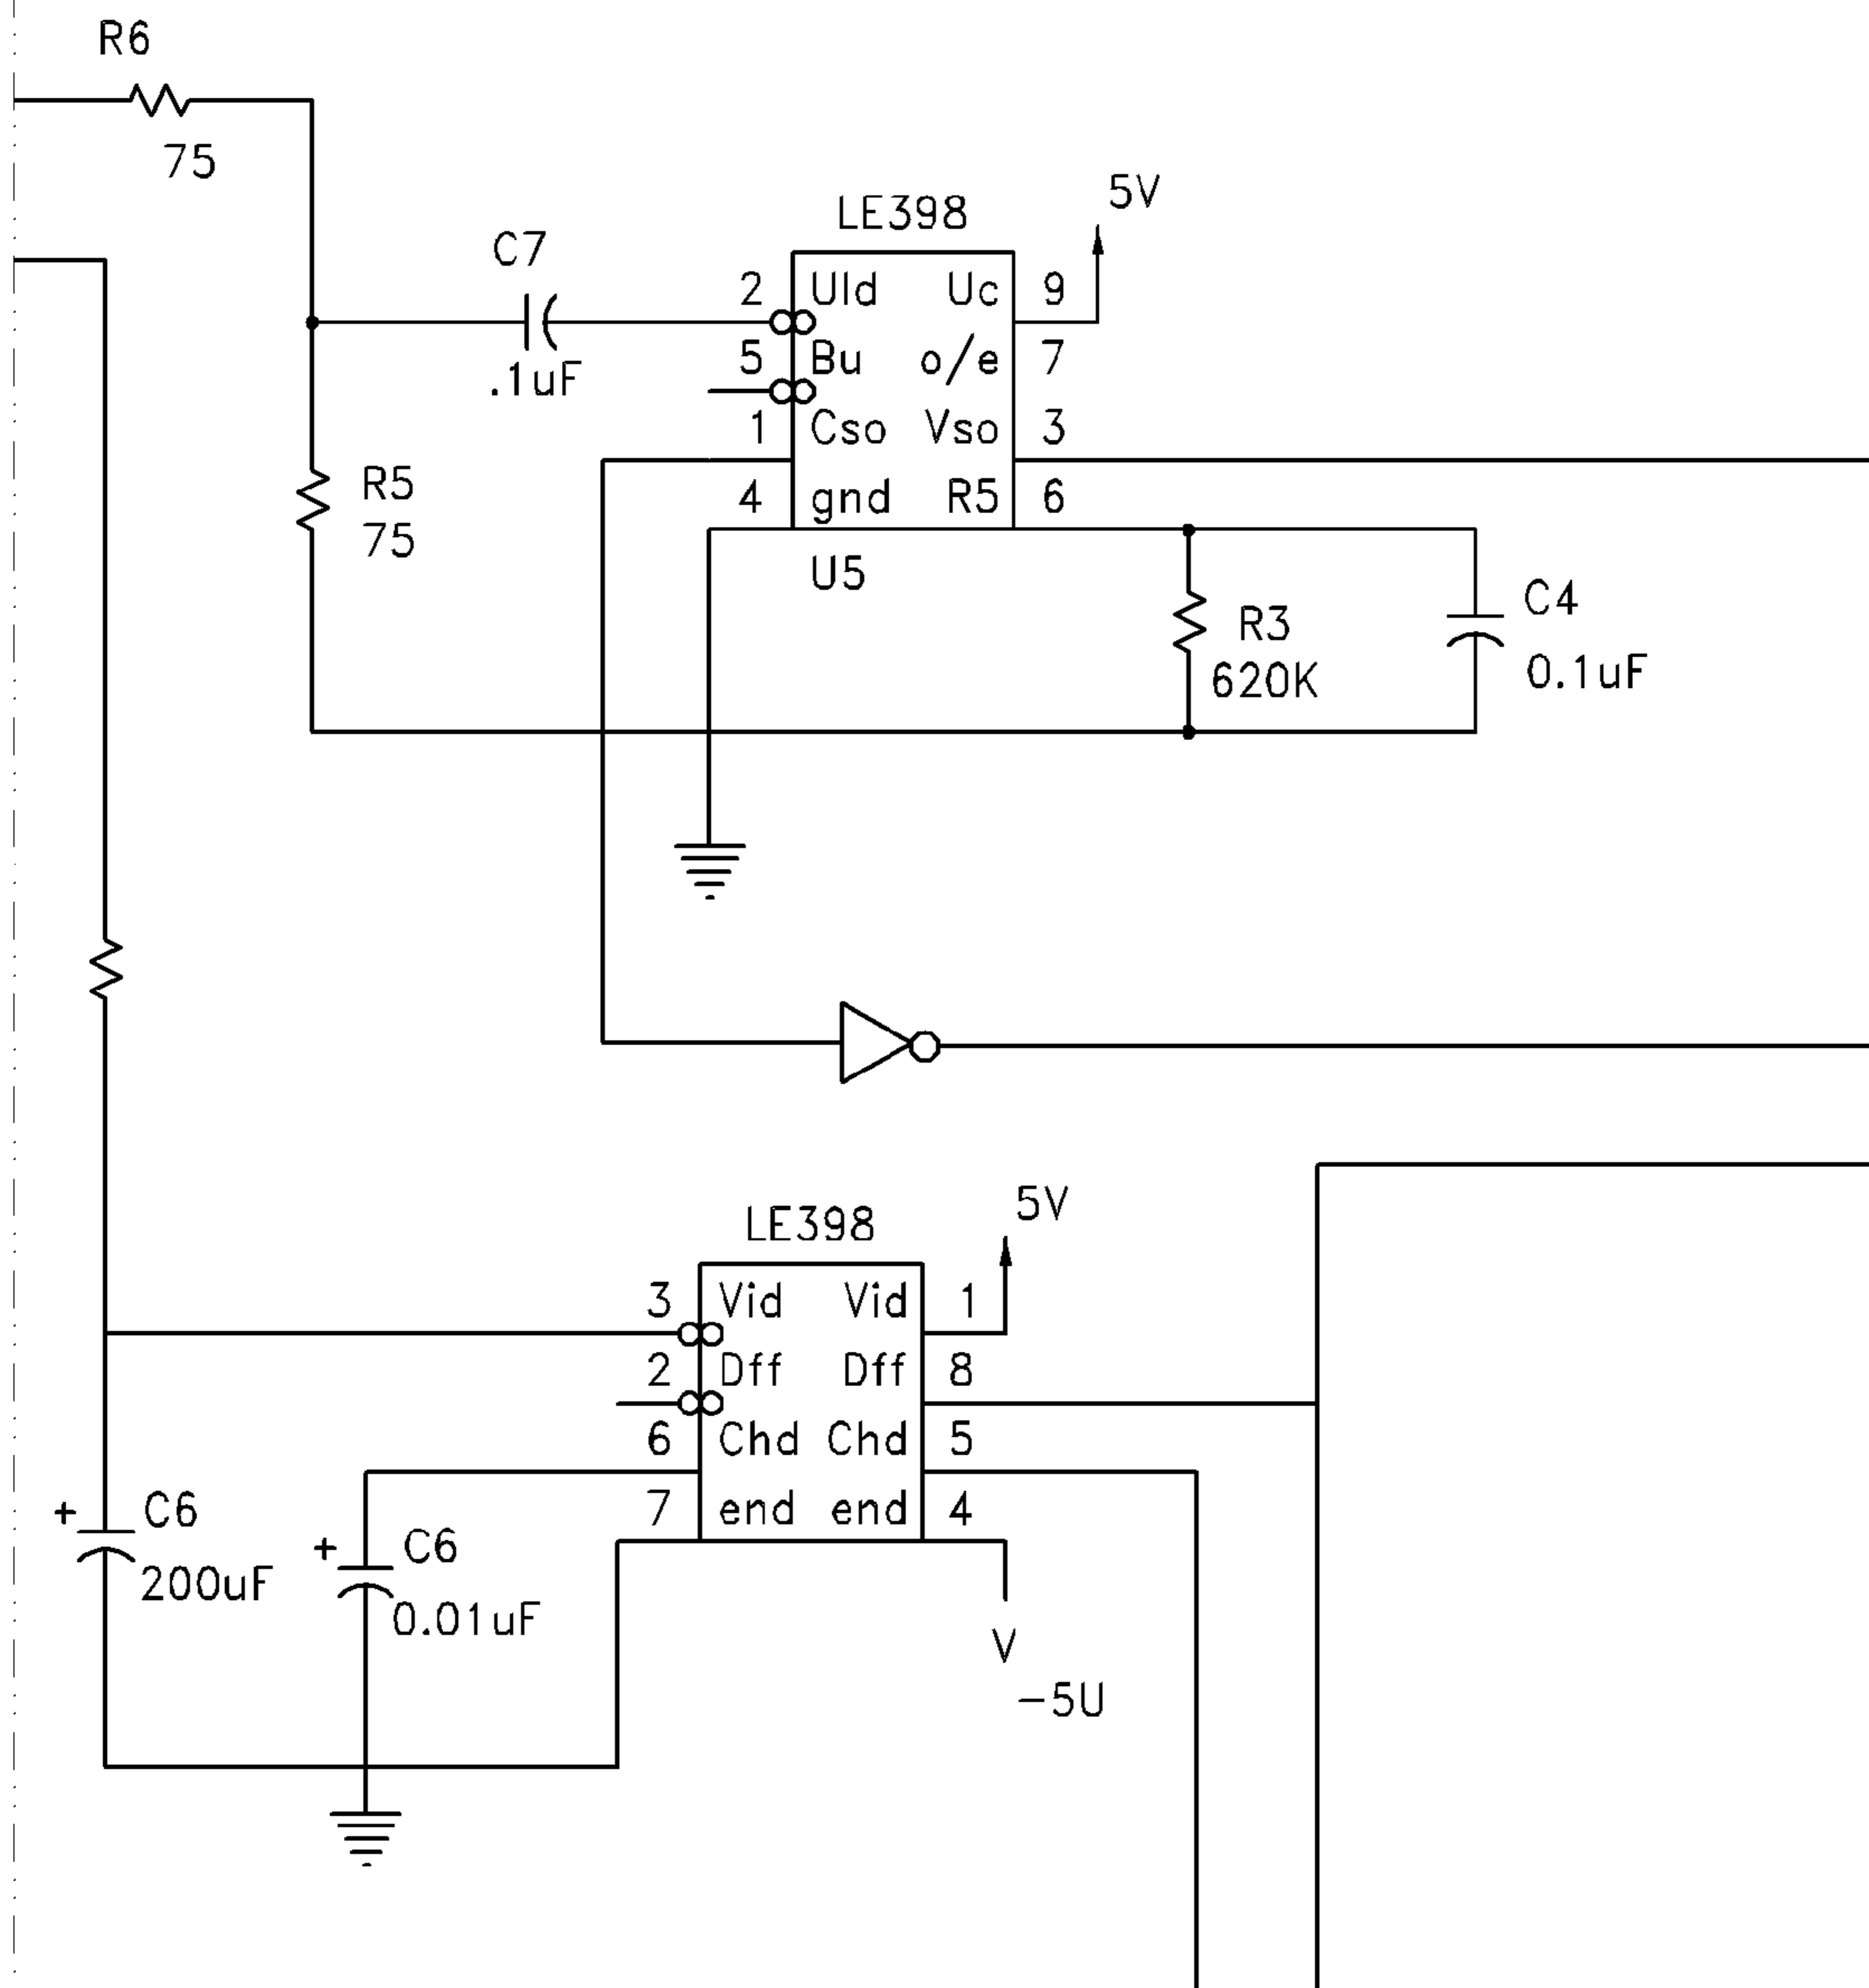 R6
75
5V
LE398
C7
2 Uld Uc 9
5 Bu o/e 7
.1uF
1 Cso Vso 3
4 gnd R5 6
R5
75
U5
C4
R3
0.1uF
620K
5V
LE398
3 Vid Vid 1
2 Dff Dff 8
6 Chd Chd 5
7 end end 4
+ C6
200uF
+ C6
0.01uF
V
-5U